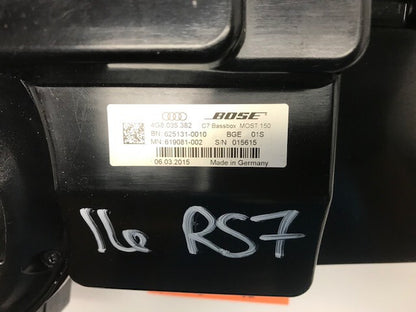 BOSE
4G8 035 382 C7 Bassbox MOST 150
BN: 625131-0010 BGE 01S
MN: 619081-002 S/N 015615
06.03.2015 Made in Germany
16 RS7